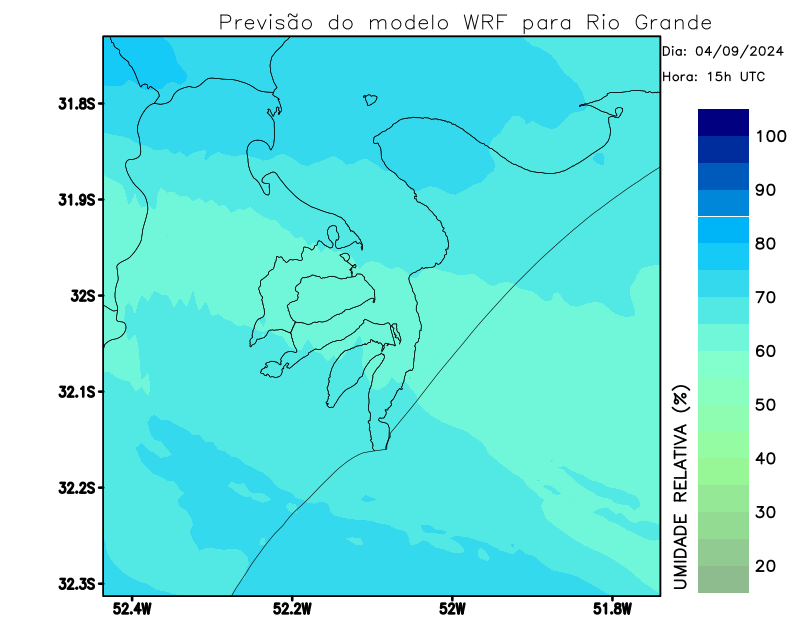 Previsão do modelo WRF para Rio Grande
Dia: 04/09/2024
Hora: 15h UTC
31.8S
31.9S
32S
32.1S
32.2S
32.3S
52.4W
52.2W
52W
51.8W
100
90
80
70
60
50
40
30
20
UMIDADE RELATIVA (%)